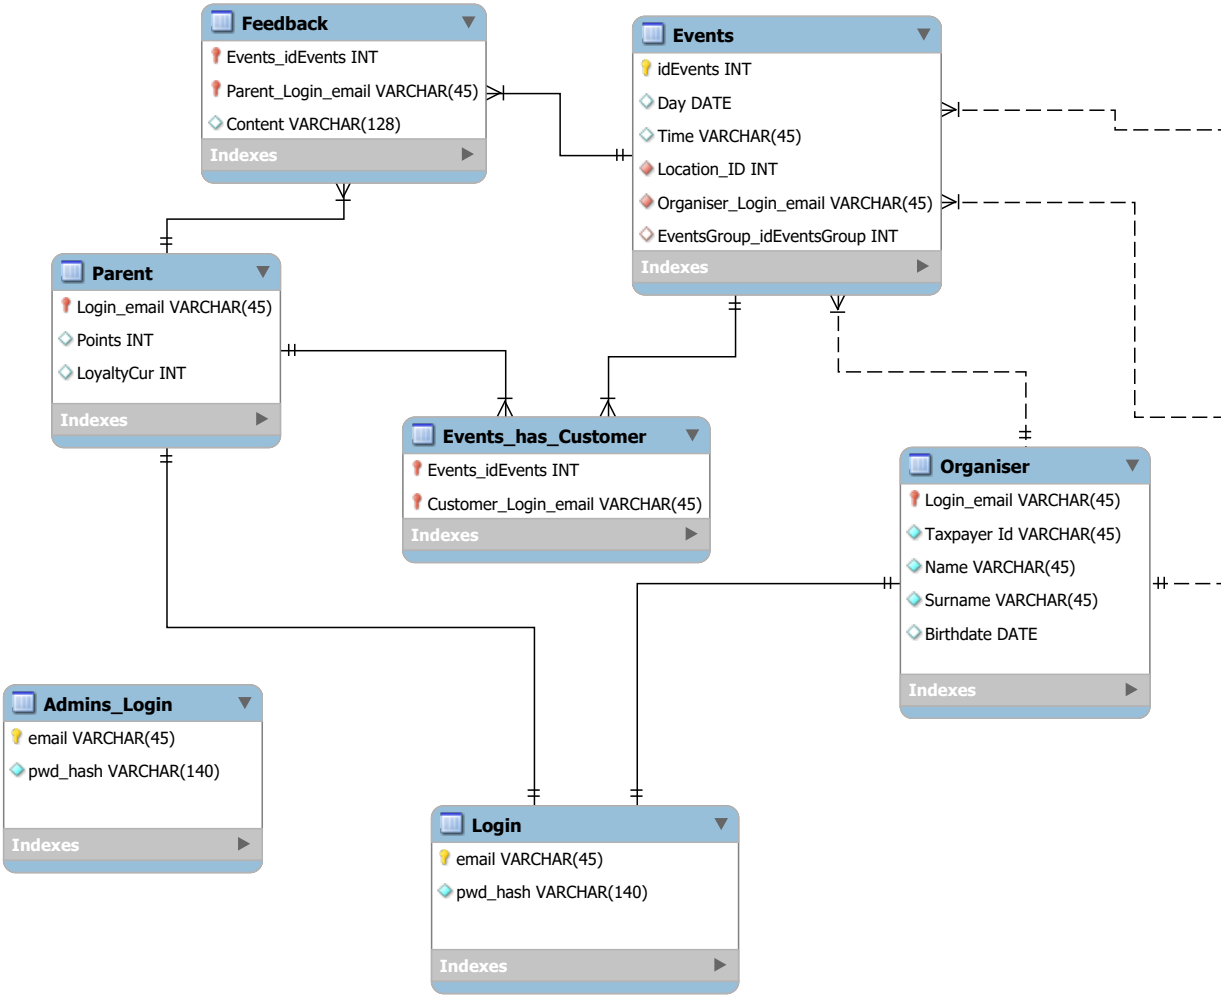 Feedback
Events_idEvents INT
Parent_Login_email VARCHAR(45)
Content VARCHAR(128)
Indexes
Events
idEvents INT
Day DATE
Time VARCHAR(45)
Location_ID INT
Organiser_Login_email VARCHAR(45)
EventsGroup_idEventsGroup INT
Indexes
Parent
Login_email VARCHAR(45)
Points INT
LoyaltyCur INT
Indexes
Events_has_Customer
Events_idEvents INT
Customer_Login_email VARCHAR(45)
Indexes
Organiser
Login_email VARCHAR(45)
Taxpayer Id VARCHAR(45)
Name VARCHAR(45)
Surname VARCHAR(45)
Birthdate DATE
Indexes
Admins_Login
email VARCHAR(45)
pwd_hash VARCHAR(140)
Indexes
Login
email VARCHAR(45)
pwd_hash VARCHAR(140)
Indexes